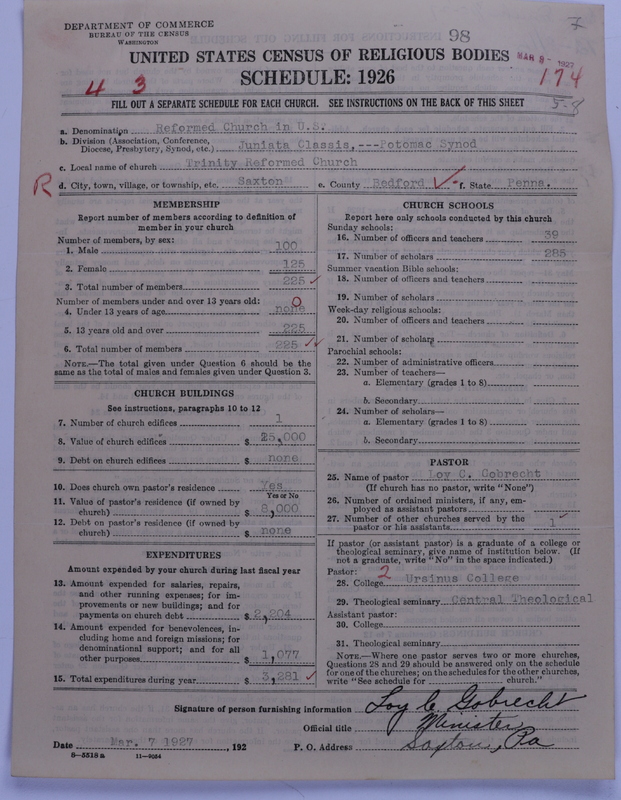 DEPARTMENT OF COMMERCE
BUREAU OF THE CENSUS
WASHINGTON
98
7
UNITED STATES CENSUS OF RELIGIOUS BODIES
MAR 8 - 1927
SCHEDULE: 1926
4 3
174
FILL OUT A SEPARATE SCHEDULE FOR EACH CHURCH. SEE INSTRUCTIONS ON THE BACK OF THIS SHEET
5-8
a. Denomination Reformed Church in U.S.
b. Division (Association, Conference, Diocese, Presbytery, Synod, etc.) Juniata Classis,---Potomac Synod
c. Local name of church Trinity Reformed Church
R d. City, town, village, or township, etc. Saxton e. County Bedford ✓- f. State Penna.
MEMBERSHIP
Report number of members according to definition of
member in your church
Number of members, by sex:
1. Male 100
2. Female 125
3. Total number of members 225 ✓
Number of members under and over 13 years old:
4. Under 13 years of age none 0
5. 13 years old and over 225
6. Total number of members 225 ✓✓
NOTE.—The total given under Question 6 should be the
same as the total of males and females given under Question 3.
CHURCH BUILDINGS
See instructions, paragraphs 10 to 12
7. Number of church edifices 1
8. Value of church edifices $ 25,000
9. Debt on church edifices $ none
10. Does church own pastor's residence Yes
Yes or No
11. Value of pastor's residence (if owned by
church) $ 8,000
12. Debt on pastor's residence (if owned by
church) $ none
EXPENDITURES
Amount expended by your church during last fiscal year
13. Amount expended for salaries, repairs,
and other running expenses; for im-
provements or new buildings; and for
payments on church debt $ 2,204
14. Amount expended for benevolences, in-
cluding home and foreign missions; for
denominational support; and for all
other purposes $ 1,077
15. Total expenditures during year $ 3,281 ✓
CHURCH SCHOOLS
Report here only schools conducted by this church
Sunday schools:
16. Number of officers and teachers 39
17. Number of scholars 285
Summer vacation Bible schools:
18. Number of officers and teachers
19. Number of scholars
Week-day religious schools:
20. Number of officers and teachers
21. Number of scholars
Parochial schools:
22. Number of administrative officers
23. Number of teachers—
a. Elementary (grades 1 to 8)
b. Secondary
24. Number of scholars—
a. Elementary (grades 1 to 8)
b. Secondary
PASTOR
25. Name of pastor Loy C. Gobrecht
(If church has no pastor, write "None")
26. Number of ordained ministers, if any, em-
ployed as assistant pastors
27. Number of other churches served by the
pastor or his assistants 1 ✓
If pastor (or assistant pastor) is a graduate of a college or
theological seminary, give name of institution below. (If
not a graduate, write "No" in the space indicated.)
Pastor: 2
28. College Ursinus College
29. Theological seminary Central Theological
Assistant pastor:
30. College
31. Theological seminary
NOTE.—Where one pastor serves two or more churches,
Questions 28 and 29 should be answered only on the schedule
for one of the churches; on the schedules for the other churches,
write "See schedule for church."
Signature of person furnishing information Loy C. Gobrecht
Official title Minister
Date Mar. 7 1927, 192 P. O. Address Saxton, Pa
8-5518 a 11-9054